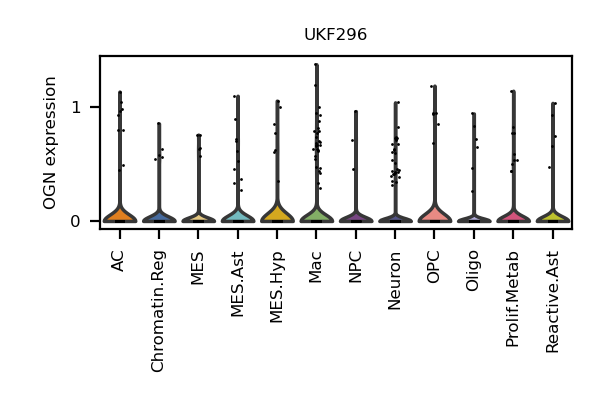 UKF296
OGN expression
1
0
AC
Chromatin.Reg
MES
MES.Ast
MES.Hyp
Mac
NPC
Neuron
OPC
Oligo
Prolif.Metab
Reactive.Ast